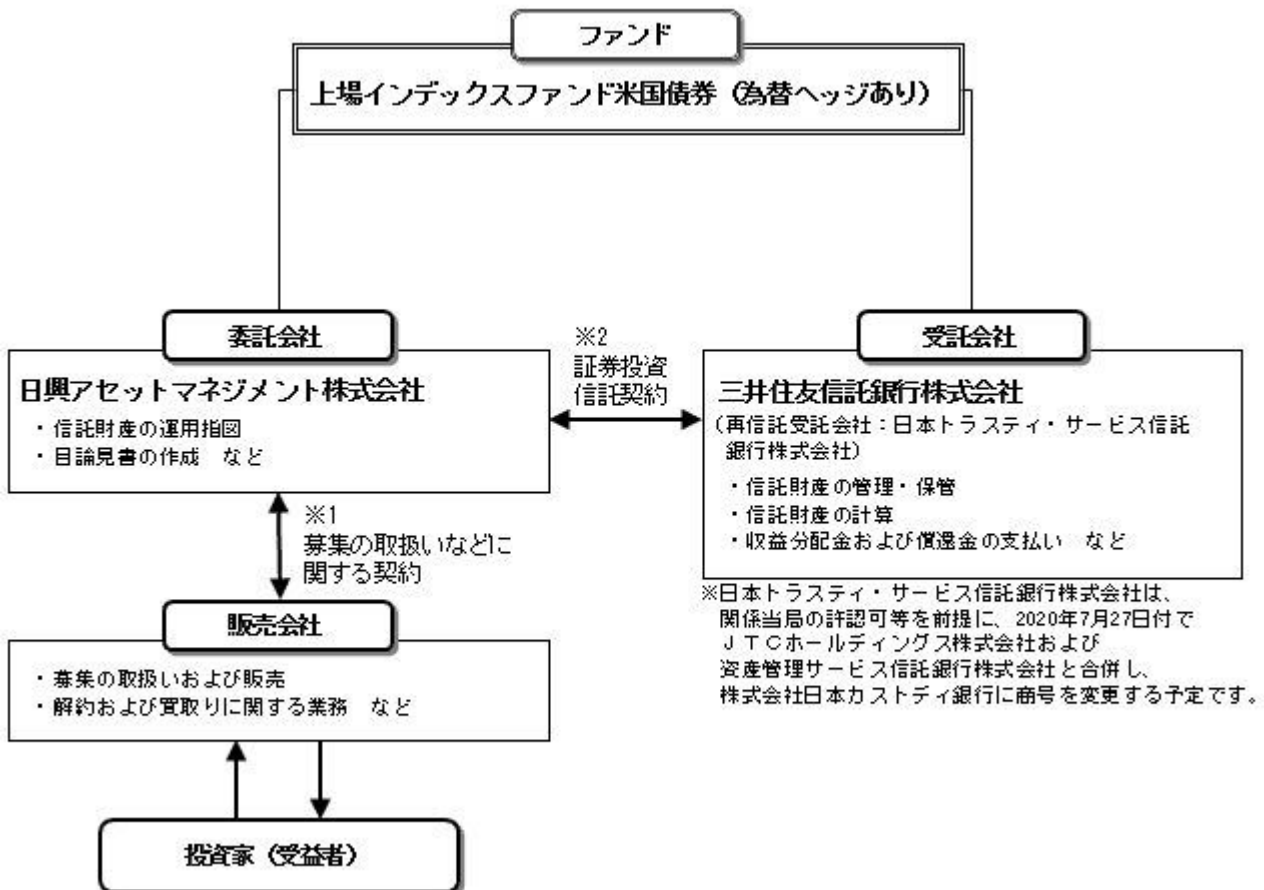 ファンド
上場インデックスファンド米国債券（為替ヘッジあり）
委託会社
日興アセットマネジメント株式会社
・信託財産の運用指図
・目論見書の作成　など
※2
証券投資
信託契約
受託会社
三井住友信託銀行株式会社
（再信託受託会社：日本トラスティ・サービス信託
銀行株式会社）
・信託財産の管理・保管
・信託財産の計算
・収益分配金および償還金の支払い　など
※日本トラスティ・サービス信託銀行株式会社は、
関係当局の許認可等を前提に、2020年7月27日付で
ＪＴＣホールディングス株式会社および
資産管理サービス信託銀行株式会社と合併し、
株式会社日本カストディ銀行に商号を変更する予定です。
※1
募集の取扱いなどに
関する契約
販売会社
・募集の取扱いおよび販売
・解約および買取りに関する業務　など
投資家（受益者）